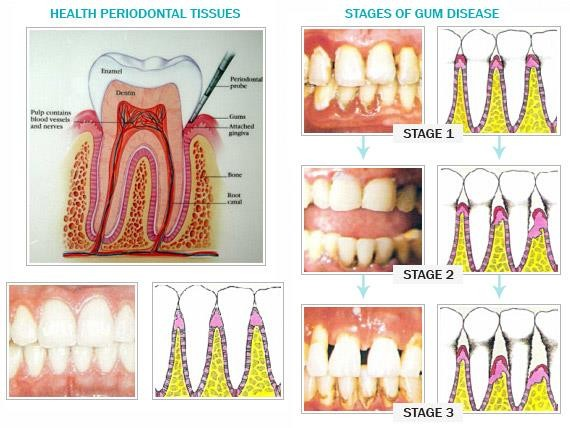 HEALTH PERIODONTAL TISSUES
Enamel
Dentin
Periodontal
probe
Pulp contains
blood vessels
and nerves
Gums
Attached
gingiva
Bone
Root
canal
STAGES OF GUM DISEASE
STAGE 1
STAGE 2
STAGE 3